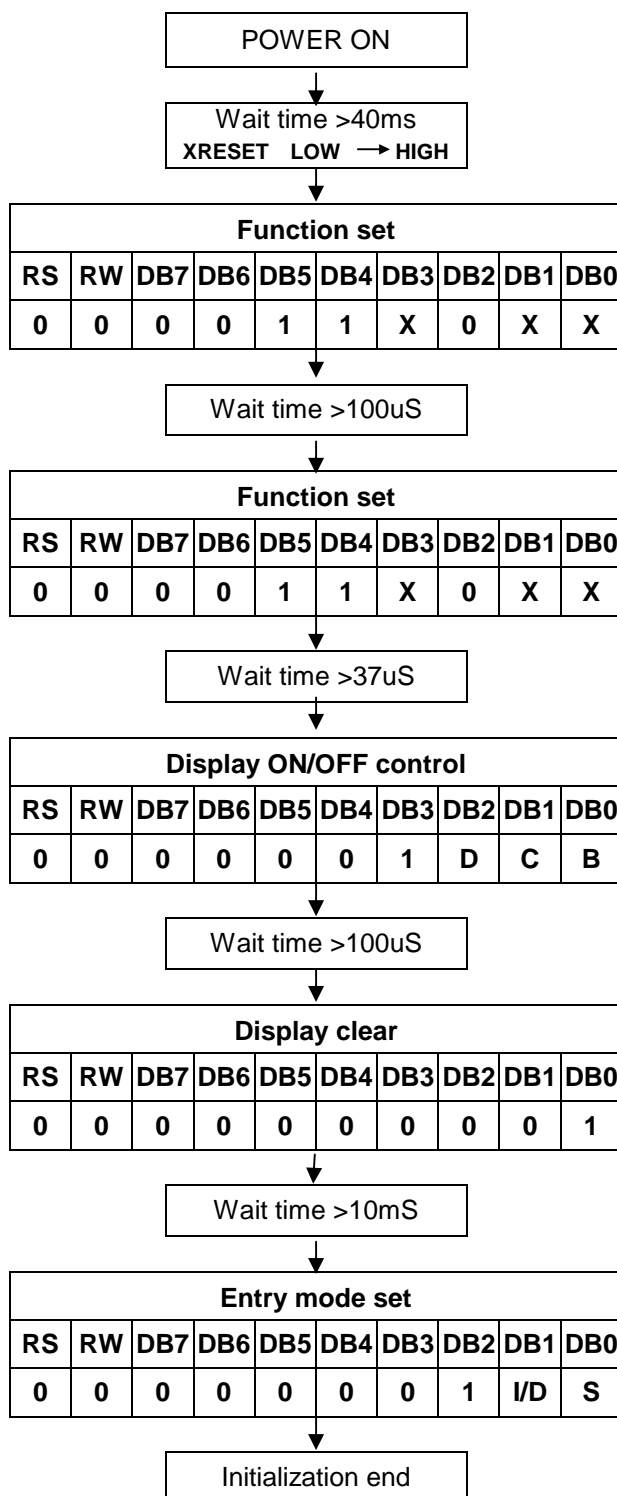 POWER ON
Wait time >40ms
XRESET LOW → HIGH
Function set
RS RW DB7 DB6 DB5 DB4 DB3 DB2 DB1 DB0
0 0 0 0 1 1 X 0 X X
Wait time >100uS
Function set
RS RW DB7 DB6 DB5 DB4 DB3 DB2 DB1 DB0
0 0 0 0 1 1 X 0 X X
Wait time >37uS
Display ON/OFF control
RS RW DB7 DB6 DB5 DB4 DB3 DB2 DB1 DB0
0 0 0 0 0 0 1 D C B
Wait time >100uS
Display clear
RS RW DB7 DB6 DB5 DB4 DB3 DB2 DB1 DB0
0 0 0 0 0 0 0 0 0 1
Wait time >10mS
Entry mode set
RS RW DB7 DB6 DB5 DB4 DB3 DB2 DB1 DB0
0 0 0 0 0 0 0 1 I/D S
Initialization end